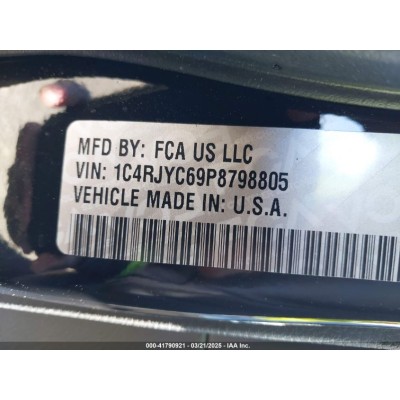 MFD BY: FCA US LLC
VIN: 1C4RJYC69P8798805
VEHICLE MADE IN: U.S.A.
000-41790921 - 03/21/2025 - IAA Inc.